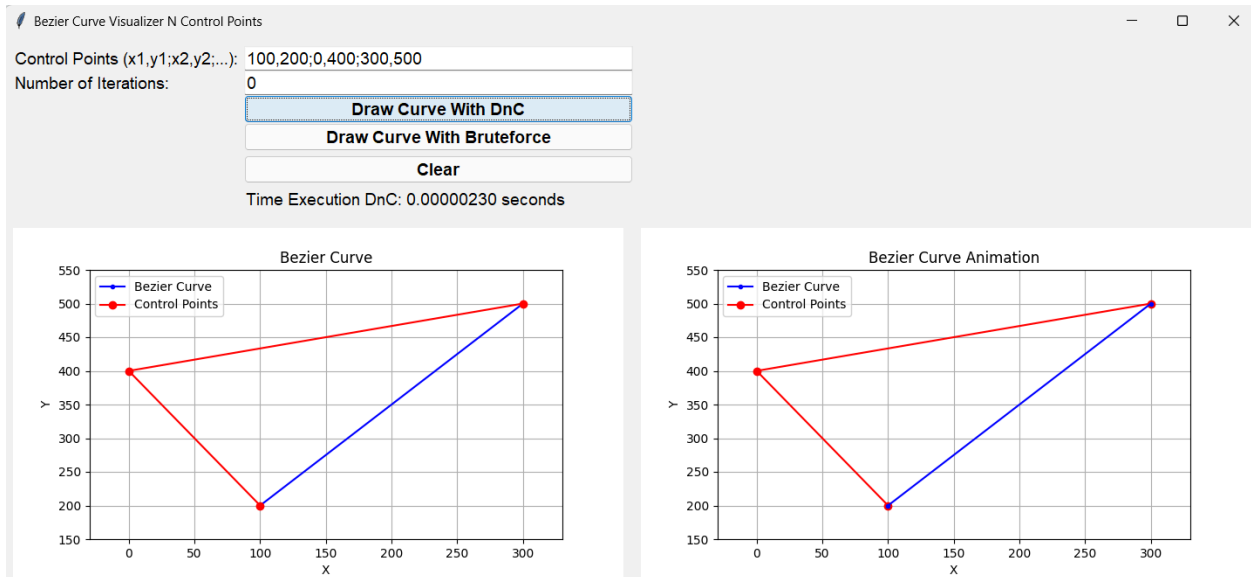 Bezier Curve Visualizer N Control Points
Control Points (x1,y1;x2,y2;...): 100,200;0,400;300,500
Number of Iterations: 0
Draw Curve With DnC
Draw Curve With Bruteforce
Clear
Time Execution DnC: 0.00000230 seconds
Bezier Curve
Bezier Curve
Control Points
550
500
450
400
350
300
250
200
150
Y
0 50 100 150 200 250 300
X
Bezier Curve Animation
Bezier Curve
Control Points
550
500
450
400
350
300
250
200
150
Y
0 50 100 150 200 250 300
X